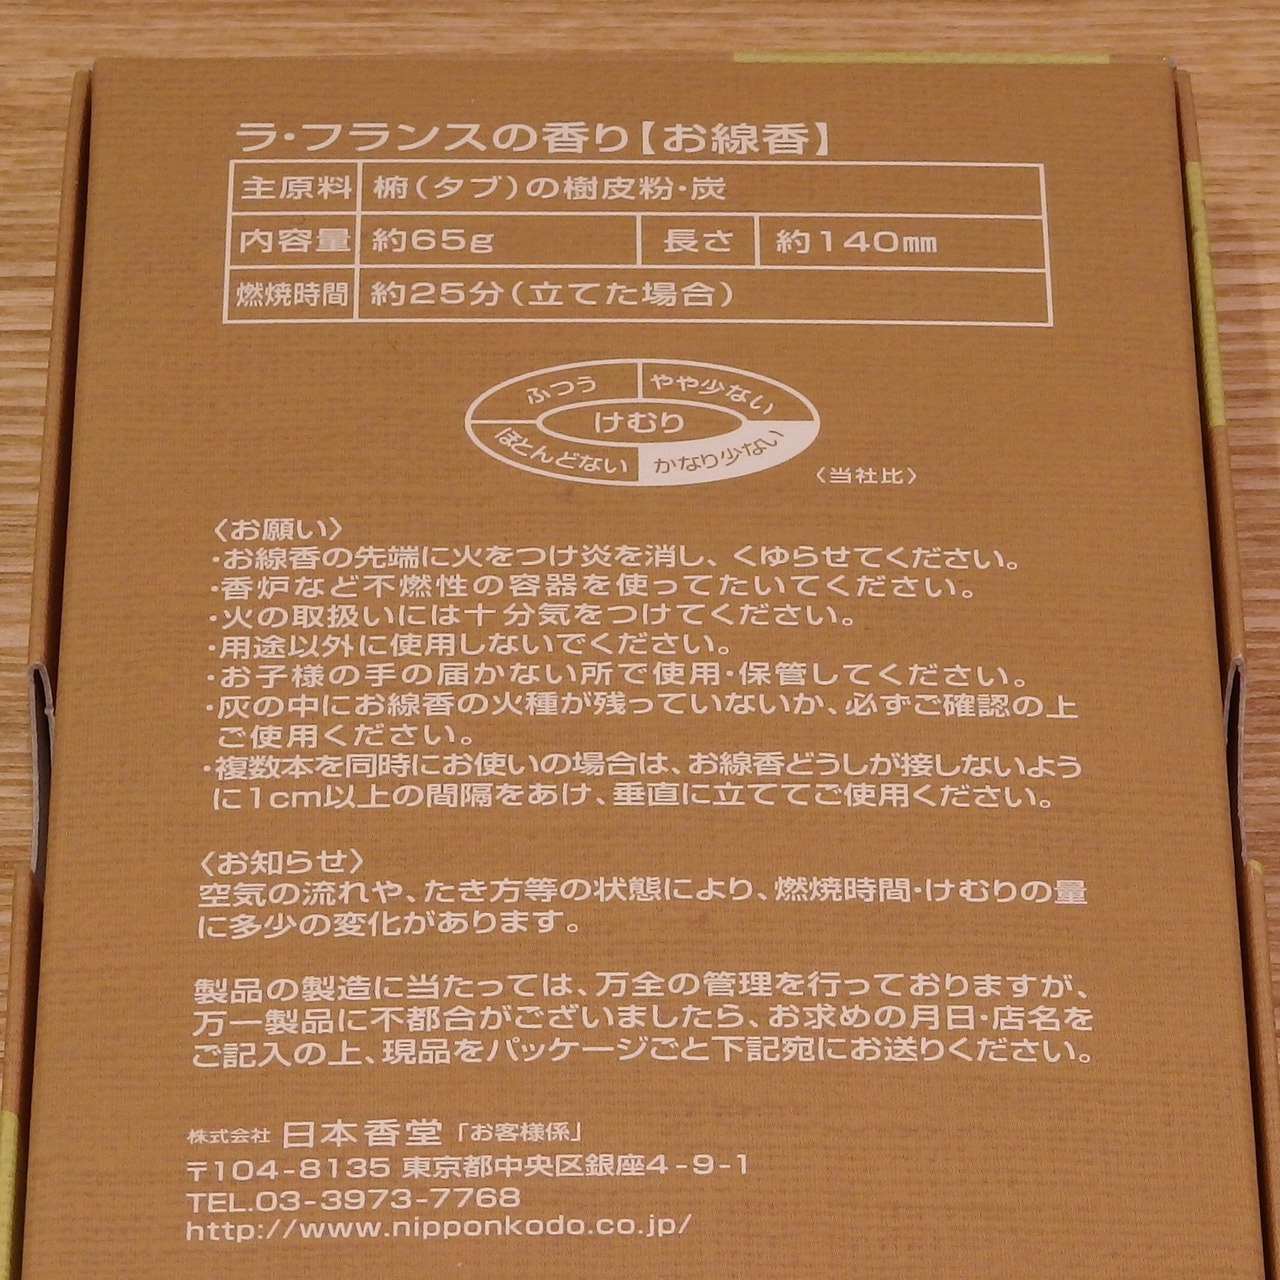 ラ・フランスの香り【お線香】
主原料 椨(タブ)の樹皮粉・炭
内容量 約65g 長さ 約140㎜
燃焼時間 約25分(立てた場合)
ふつう やや少ない
けむり
ほとんどない かなり少ない
〈当社比〉
〈お願い〉
・お線香の先端に火をつけ炎を消し、くゆらせてください。
・香炉など不燃性の容器を使ってたいてください。
・火の取扱いには十分気をつけてください。
・用途以外に使用しないでください。
・お子様の手の届かない所で使用・保管してください。
・灰の中にお線香の火種が残っていないか、必ずご確認の上
ご使用ください。
・複数本を同時にお使いの場合は、お線香どうしが接しないよう
に1cm以上の間隔をあけ、垂直に立ててご使用ください。
〈お知らせ〉
空気の流れや、たき方等の状態により、燃焼時間・けむりの量
に多少の変化があります。
製品の製造に当たっては、万全の管理を行っておりますが、
万一製品に不都合がございましたら、お求めの月日・店名を
ご記入の上、現品をパッケージごと下記宛にお送りください。
株式会社 日本香堂「お客様係」
〒104-8135 東京都中央区銀座4-9-1
TEL.03-3973-7768
http://www.nipponkodo.co.jp/